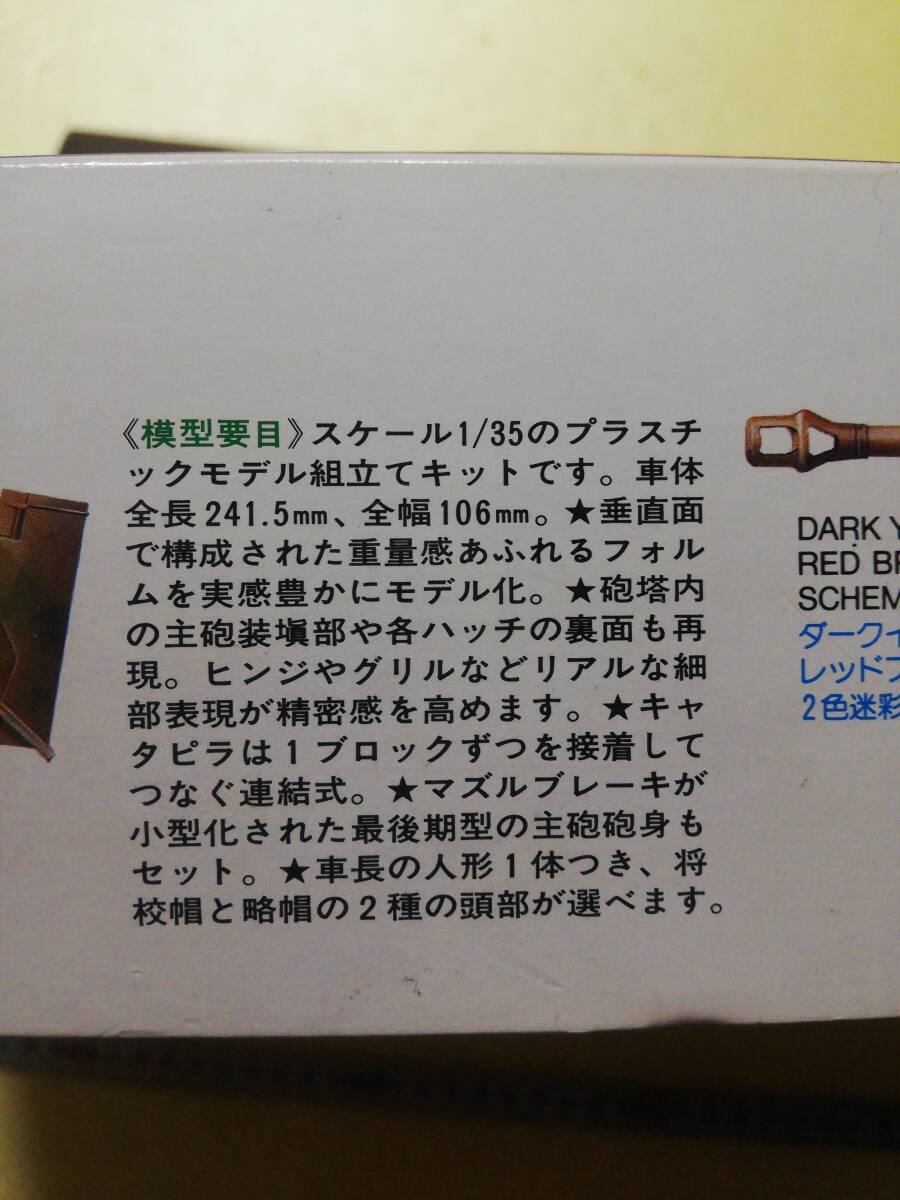 《模型要目》スケール1/35のプラスチ
ックモデル組立てキットです。車体
全長241.5mm、全幅106mm。★垂直面
で構成された重量感あふれるフォル
ムを実感豊かにモデル化。★砲塔内
の主砲装塡部や各ハッチの裏面も再
現。ヒンジやグリルなどリアルな細
部表現が精密感を高めます。★キャ
タピラは1ブロックずつを接着して
つなぐ連結式。★マズルブレーキが
小型化された最後期型の主砲砲身も
セット。★車長の人形1体つき、将
校帽と略帽の2種の頭部が選べます。
DARK
RED
ダークイ
レッドブ
2色迷彩